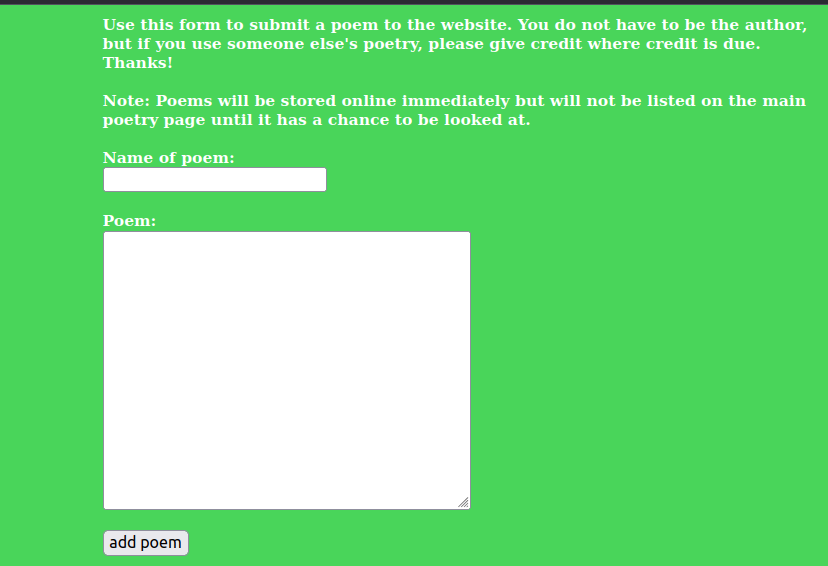 Use this form to submit a poem to the website. You do not have to be the author,
but if you use someone else's poetry, please give credit where credit is due.
Thanks!
Note: Poems will be stored online immediately but will not be listed on the main
poetry page until it has a chance to be looked at.
Name of poem:
Poem:
add poem